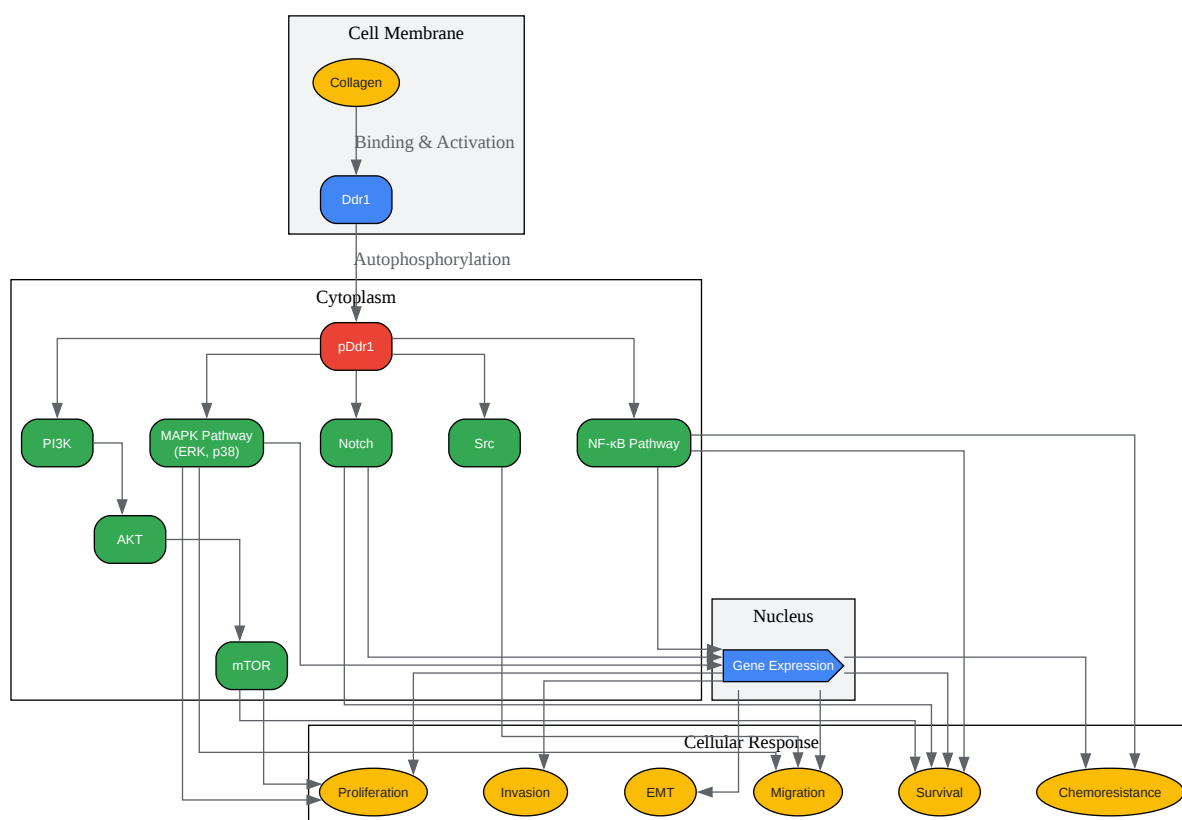 Cell Membrane
Collagen
Binding & Activation
Ddr1
Autophosphorylation
Cytoplasm
pDdr1
PI3K
MAPK Pathway
(ERK, p38)
Notch
Src
NF-κB Pathway
AKT
Nucleus
mTOR
Gene Expression
Cellular Response
Proliferation
Invasion
EMT
Migration
Survival
Chemoresistance